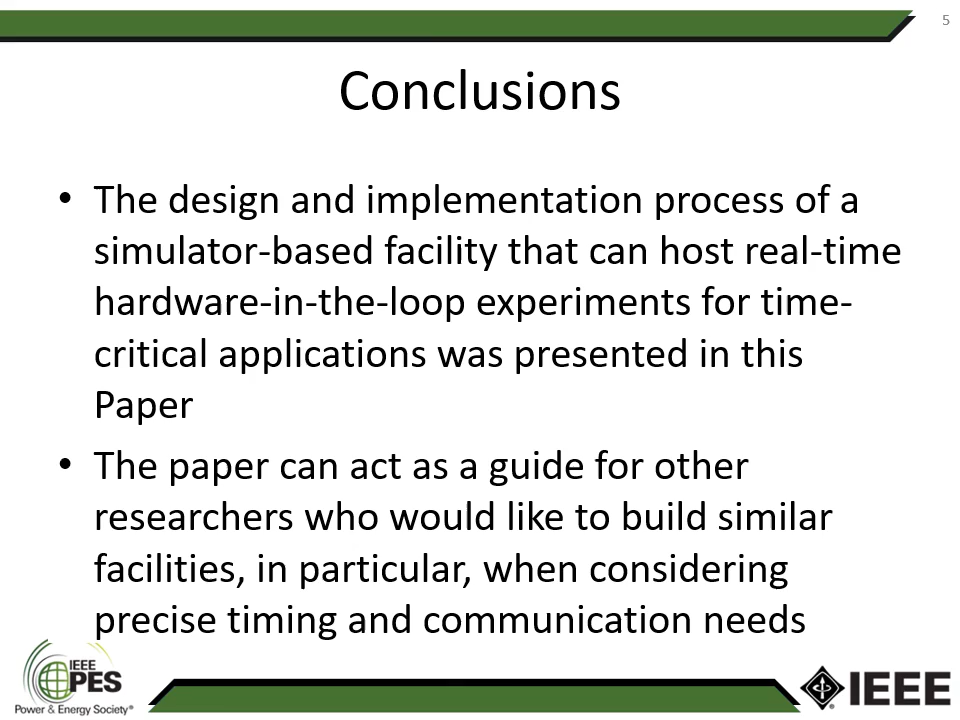 5
Conclusions
• The design and implementation process of a
simulator-based facility that can host real-time
hardware-in-the-loop experiments for time-
critical applications was presented in this
Paper
• The paper can act as a guide for other
researchers who would like to build similar
facilities, in particular, when considering
precise timing and communication needs
IEEE
PES
Power & Energy Society®
IEEE